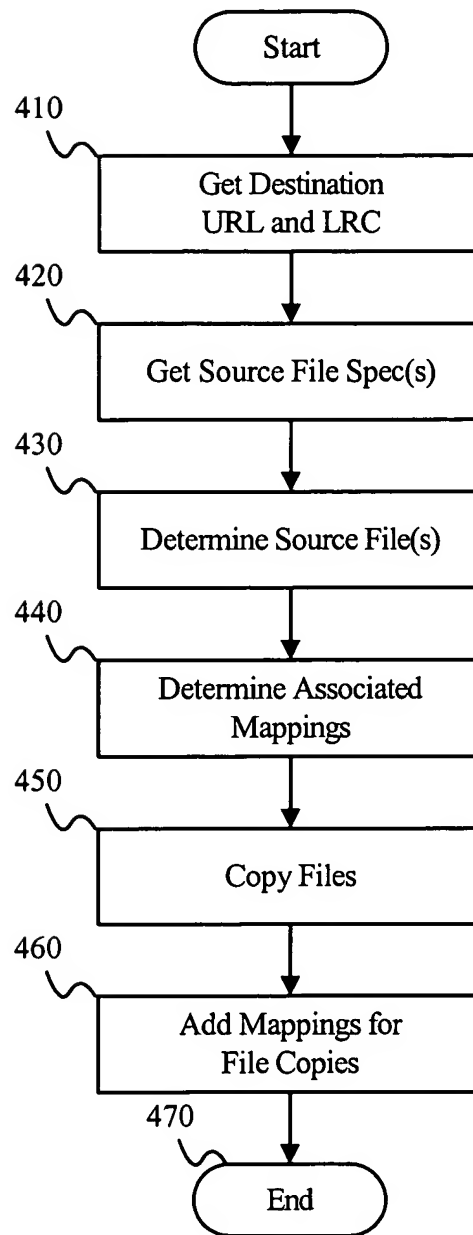 Start
410
Get Destination
URL and LRC
420
Get Source File Spec(s)
430
Determine Source File(s)
440
Determine Associated
Mappings
450
Copy Files
460
Add Mappings for
File Copies
470
End